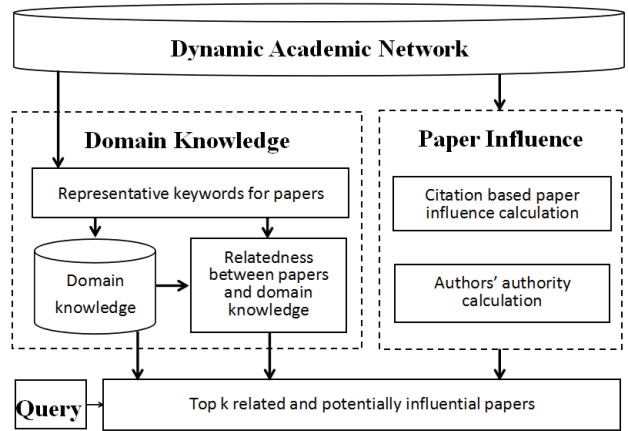 Dynamic Academic Network
Domain Knowledge
Representative keywords for papers
Domain
knowledge
Relatedness
between papers
and domain
knowledge
Paper Influence
Citation based paper
influence calculation
Authors’ authority
calculation
Query
Top k related and potentially influential papers